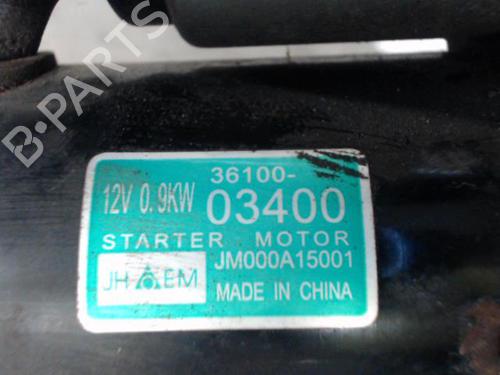 B-PARTS
36100-
12V 0.9KW 03400
STARTER MOTOR
JM000A15001
JH EM
MADE IN CHINA